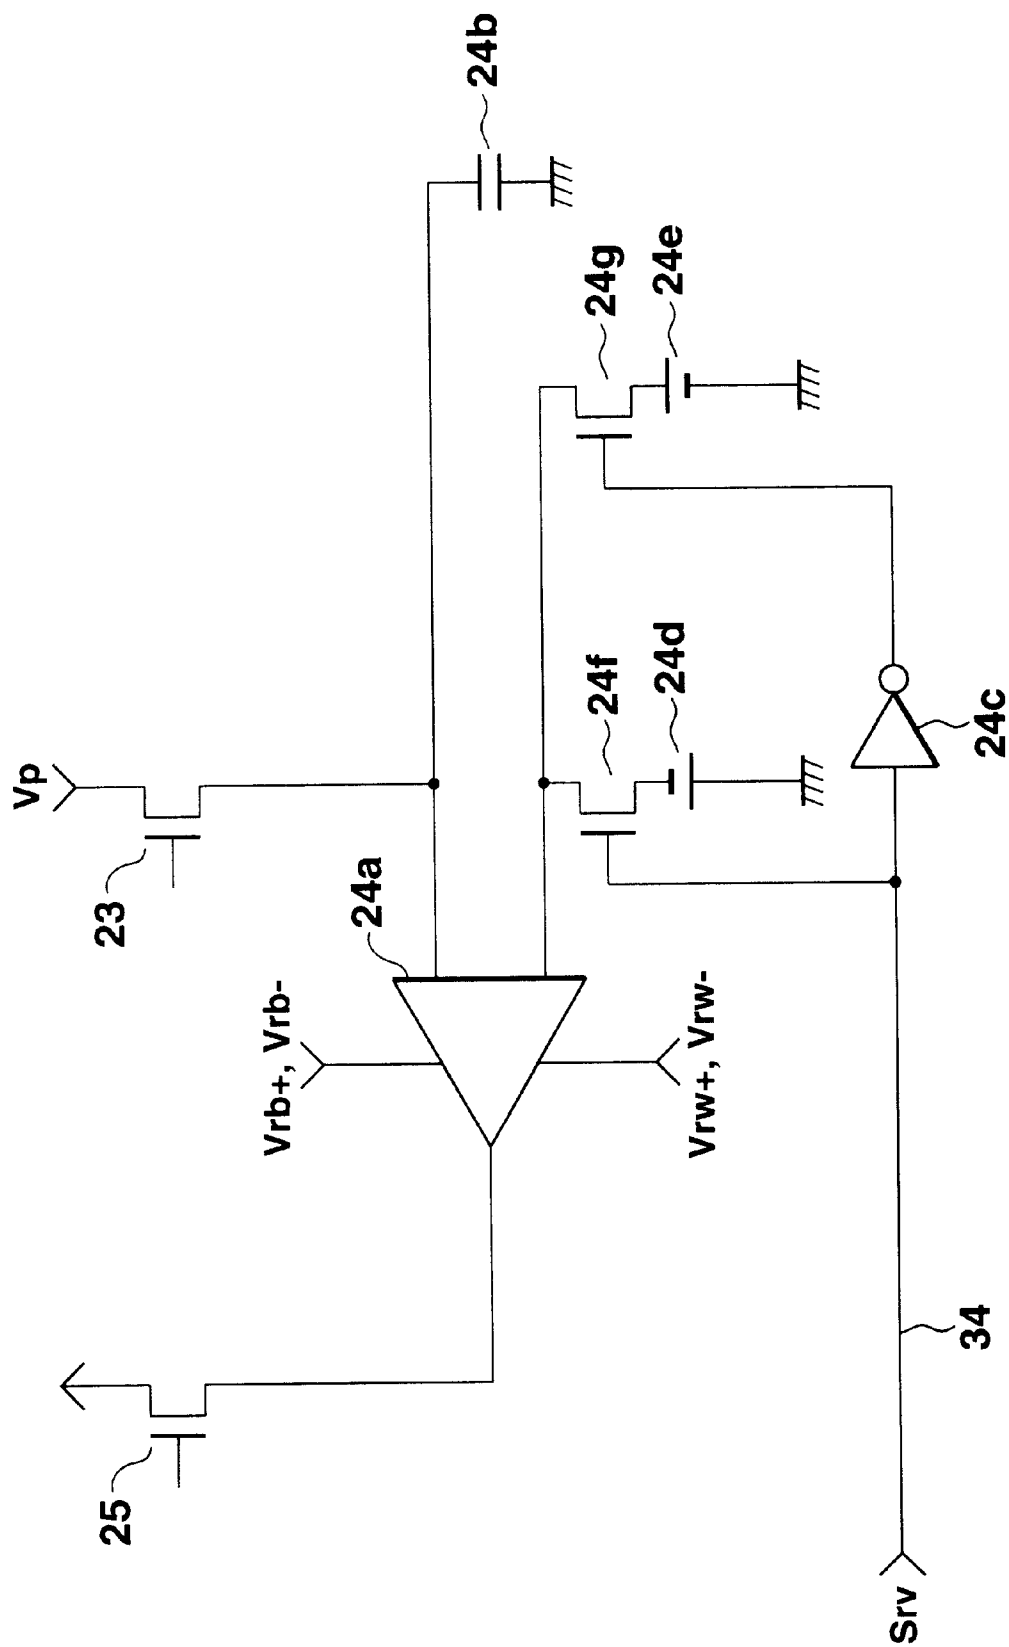 Vp
23
24b
24a
Vrb+, Vrb-
24g
24e
24f
24d
Vrw+, Vrw-
25
24c
34
Srv